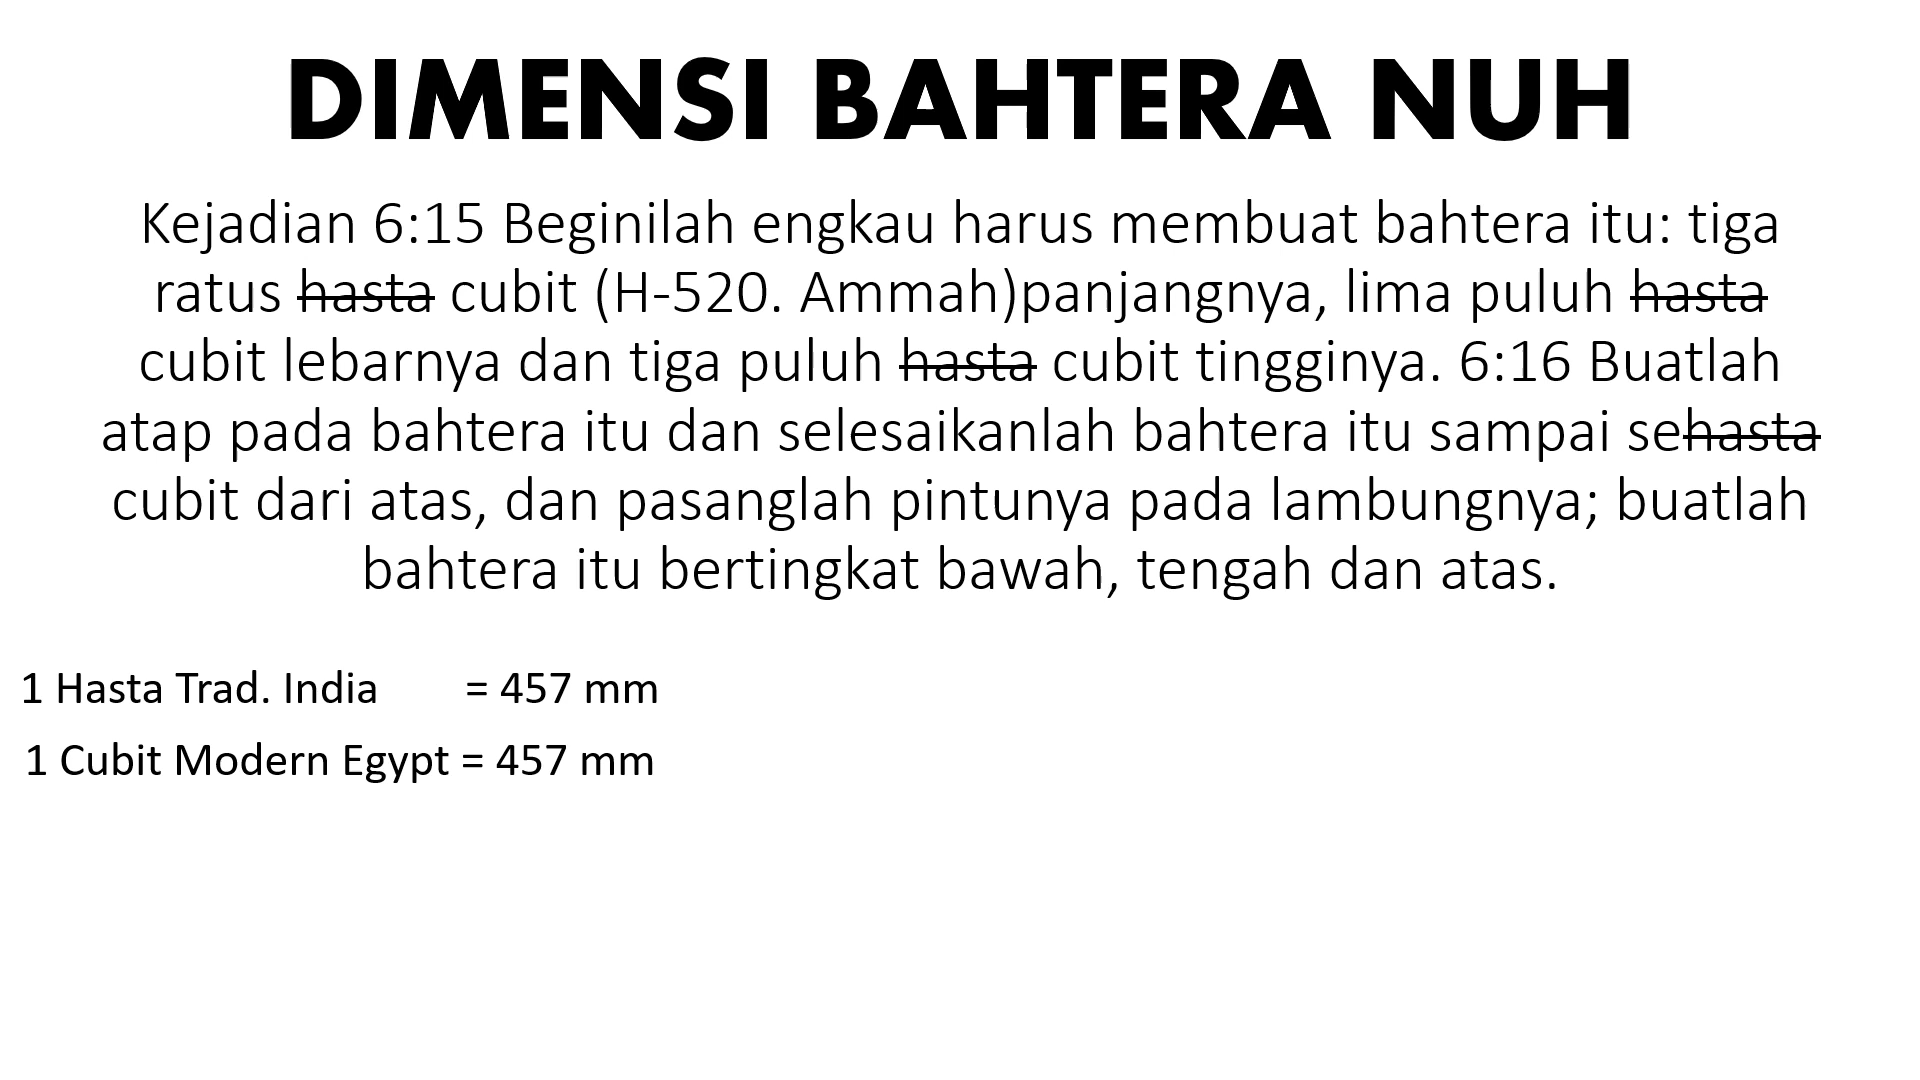 DIMENSI BAHTERA NUH
Kejadian 6:15 Beginilah engkau harus membuat bahtera itu: tiga
ratus hasta cubit (H-520. Ammah)panjangnya, lima puluh hasta
cubit lebarnya dan tiga puluh hasta cubit tingginya. 6:16 Buatlah
atap pada bahtera itu dan selesaikanlah bahtera itu sampai sehasta
cubit dari atas, dan pasanglah pintunya pada lambungnya; buatlah
bahtera itu bertingkat bawah, tengah dan atas.
1 Hasta Trad. India = 457 mm
1 Cubit Modern Egypt = 457 mm